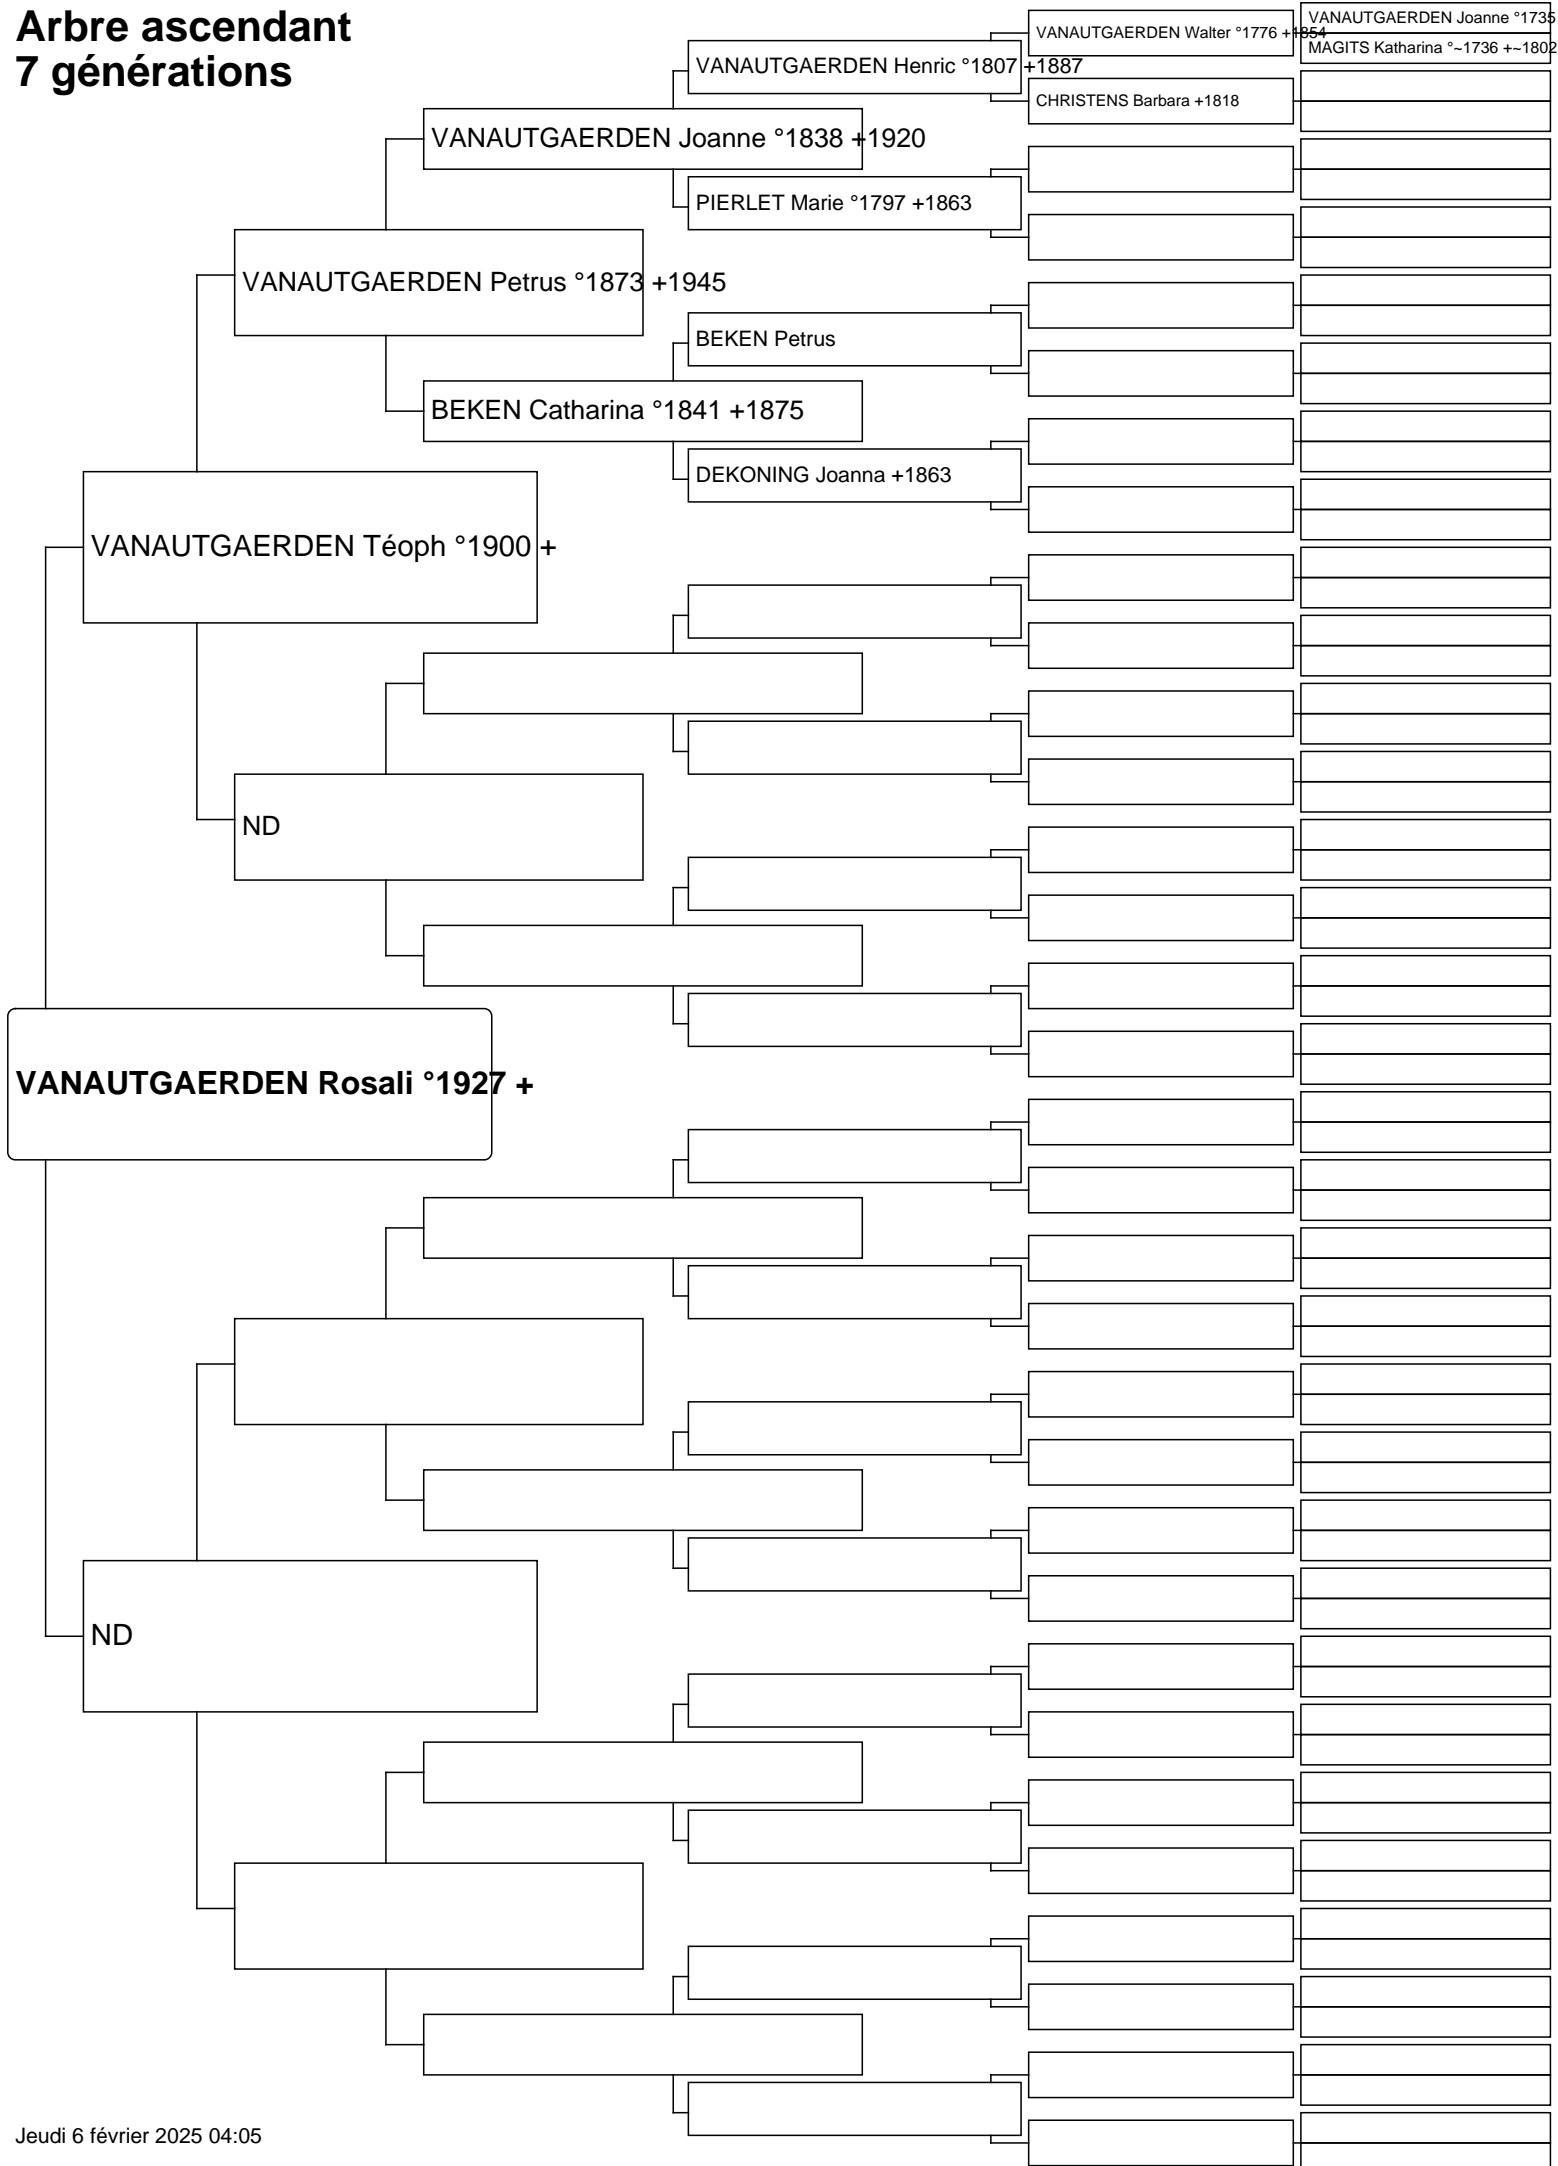 Arbre ascendant
7 générations
VANAUTGAERDEN Joanne °1735
VANAUTGAERDEN Walter °1776 +1854
MAGITS Katharina °~1736 +~1802
VANAUTGAERDEN Henric °1807 +1887
CHRISTENS Barbara +1818
VANAUTGAERDEN Joanne °1838 +1920
PIERLET Marie °1797 +1863
VANAUTGAERDEN Petrus °1873 +1945
BEKEN Petrus
BEKEN Catharina °1841 +1875
DEKONING Joanna +1863
VANAUTGAERDEN Téoph °1900 +
ND
VANAUTGAERDEN Rosali °1927 +
ND
Jeudi 6 février 2025 04:05